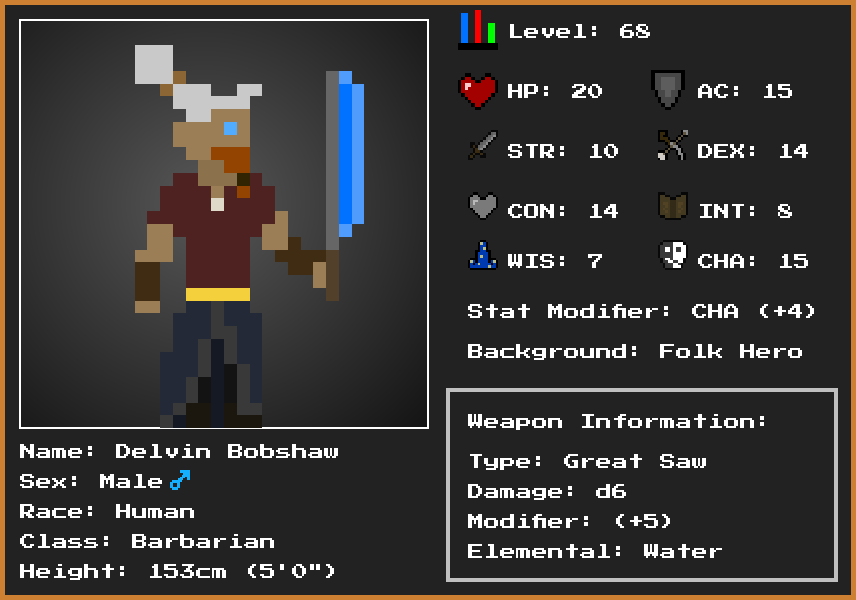 Level: 68
HP: 20 AC: 15
STR: 10 DEX: 14
CON: 14 INT: 8
WIS: 7 CHA: 15
Stat Modifier: CHA (+4)
Background: Folk Hero
Weapon Information:
Type: Great Saw
Damage: d6
Modifier: (+5)
Elemental: Water
Name: Delvin Bobshaw
Sex: Male♂
Race: Human
Class: Barbarian
Height: 153cm (5'0")